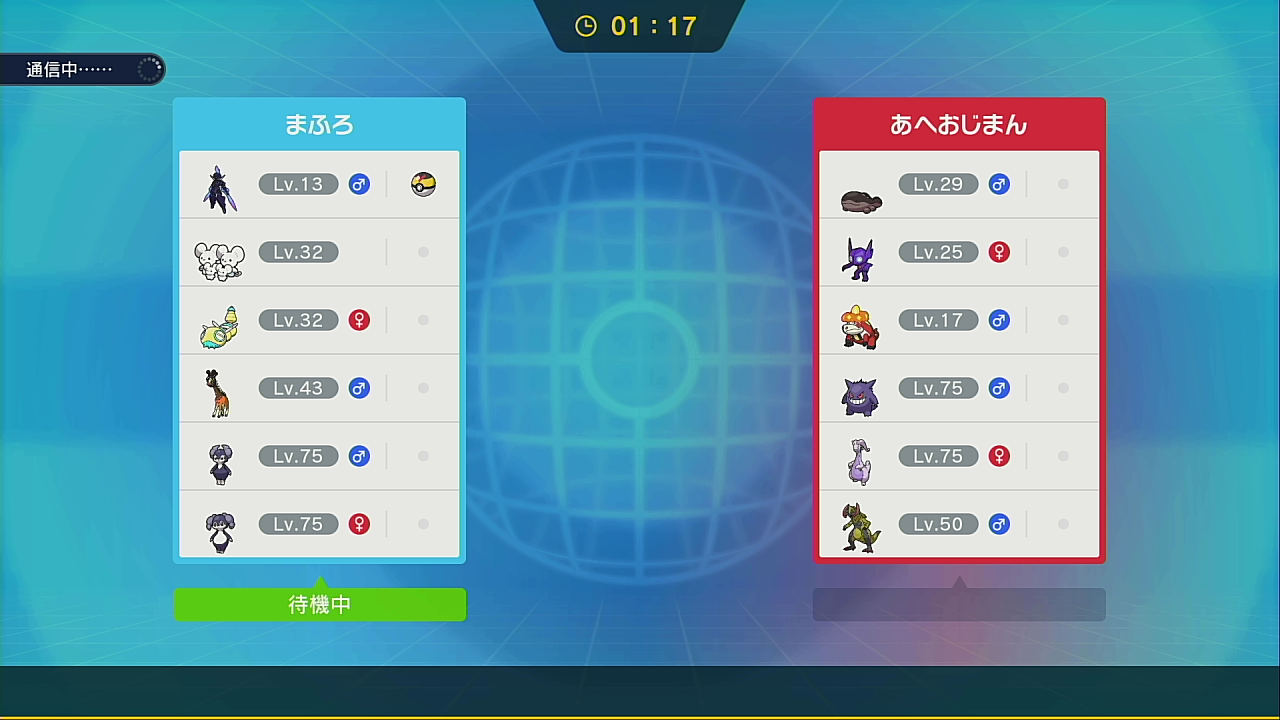 01:17
通信中……
まふろ
Lv.13 ♂
Lv.32
Lv.32 ♀
Lv.43 ♂
Lv.75 ♂
Lv.75 ♀
待機中
あへおじまん
Lv.29 ♂
Lv.25 ♀
Lv.17 ♂
Lv.75 ♂
Lv.75 ♀
Lv.50 ♂